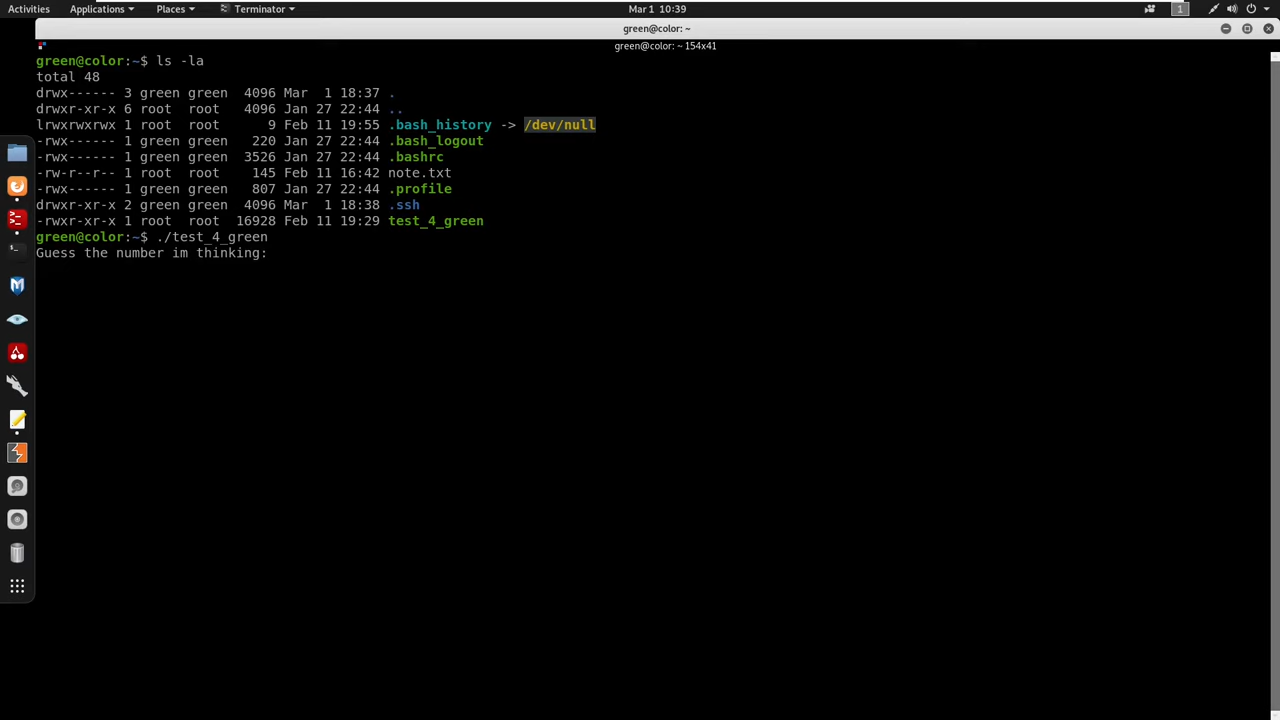 Activities Applications Places Terminator Mar 1 10:39 1
green@color: ~
green@color: ~ 154x41
green@color:~$ ls -la
total 48
drwx------ 3 green green  4096 Mar  1 18:37 .
drwxr-xr-x 6 root  root   4096 Jan 27 22:44 ..
lrwxrwxrwx 1 root  root      9 Feb 11 19:55 .bash_history -> /dev/null
-rwx------ 1 green green   220 Jan 27 22:44 .bash_logout
-rwx------ 1 green green  3526 Jan 27 22:44 .bashrc
-rw-r--r-- 1 root  root    145 Feb 11 16:42 note.txt
-rwx------ 1 green green   807 Jan 27 22:44 .profile
drwxr-xr-x 2 green green  4096 Mar  1 18:38 .ssh
-rwxr-xr-x 1 root  root  16928 Feb 11 19:29 test_4_green
green@color:~$ ./test_4_green
Guess the number im thinking: